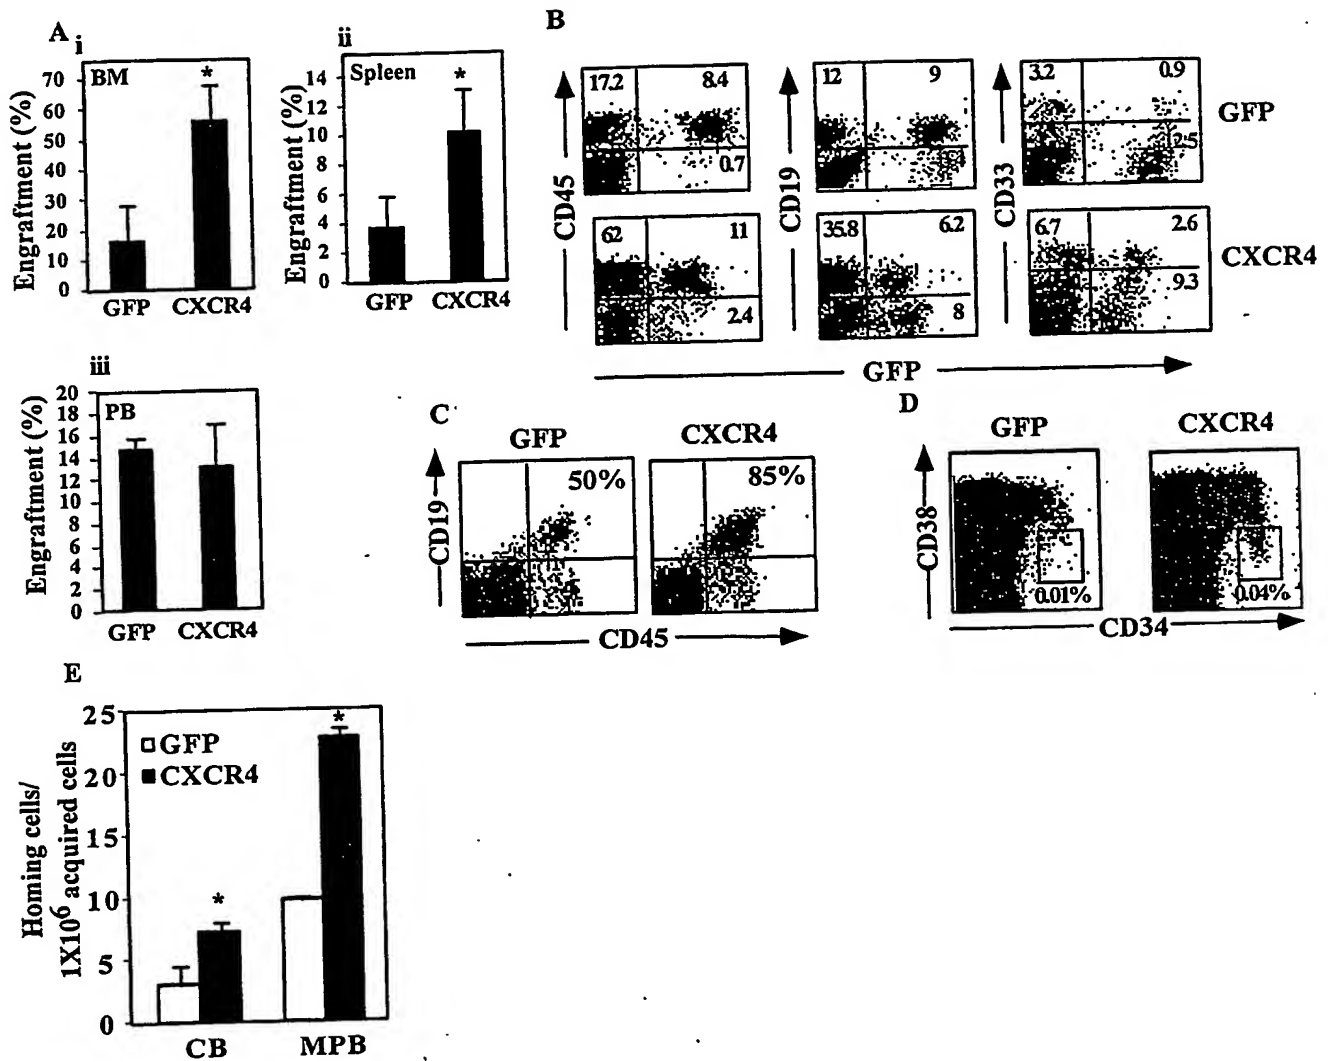 A
i
BM
*
Engraftment (%)
70
60
50
40
30
20
10
0
GFP CXCR4
ii
Spleen
*
Engraftment (%)
14
12
10
8
6
4
2
0
GFP CXCR4
iii
PB
Engraftment (%)
20
18
16
14
12
10
8
6
4
2
0
GFP CXCR4
B
CD45
17.2 8.4
0.7
CD19
12 9
CD33
3.2 0.9
2.5
GFP
62 11
2.4
35.8 6.2
8
6.7 2.6
9.3
CXCR4
GFP
C
GFP CXCR4
CD19
50% 85%
CD45
D
GFP CXCR4
CD38
0.01% 0.04%
CD34
E
Homing cells/
1X10⁶ acquired cells
25
20
15
10
5
0
GFP
CXCR4
*
*
CB MPB